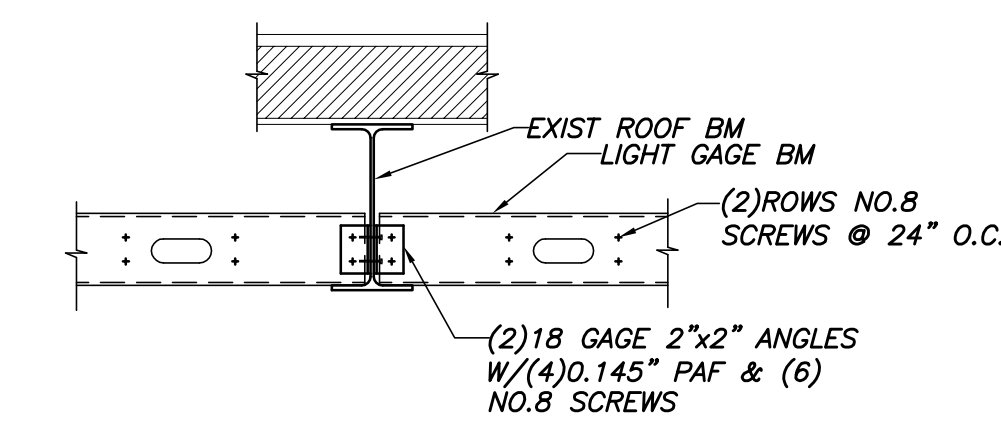 EXIST ROOF BM
LIGHT GAGE BM
(2)ROWS NO.8
SCREWS @ 24" O.C.
(2)18 GAGE 2"x2" ANGLES
W/(4)0.145" PAF & (6)
NO.8 SCREWS